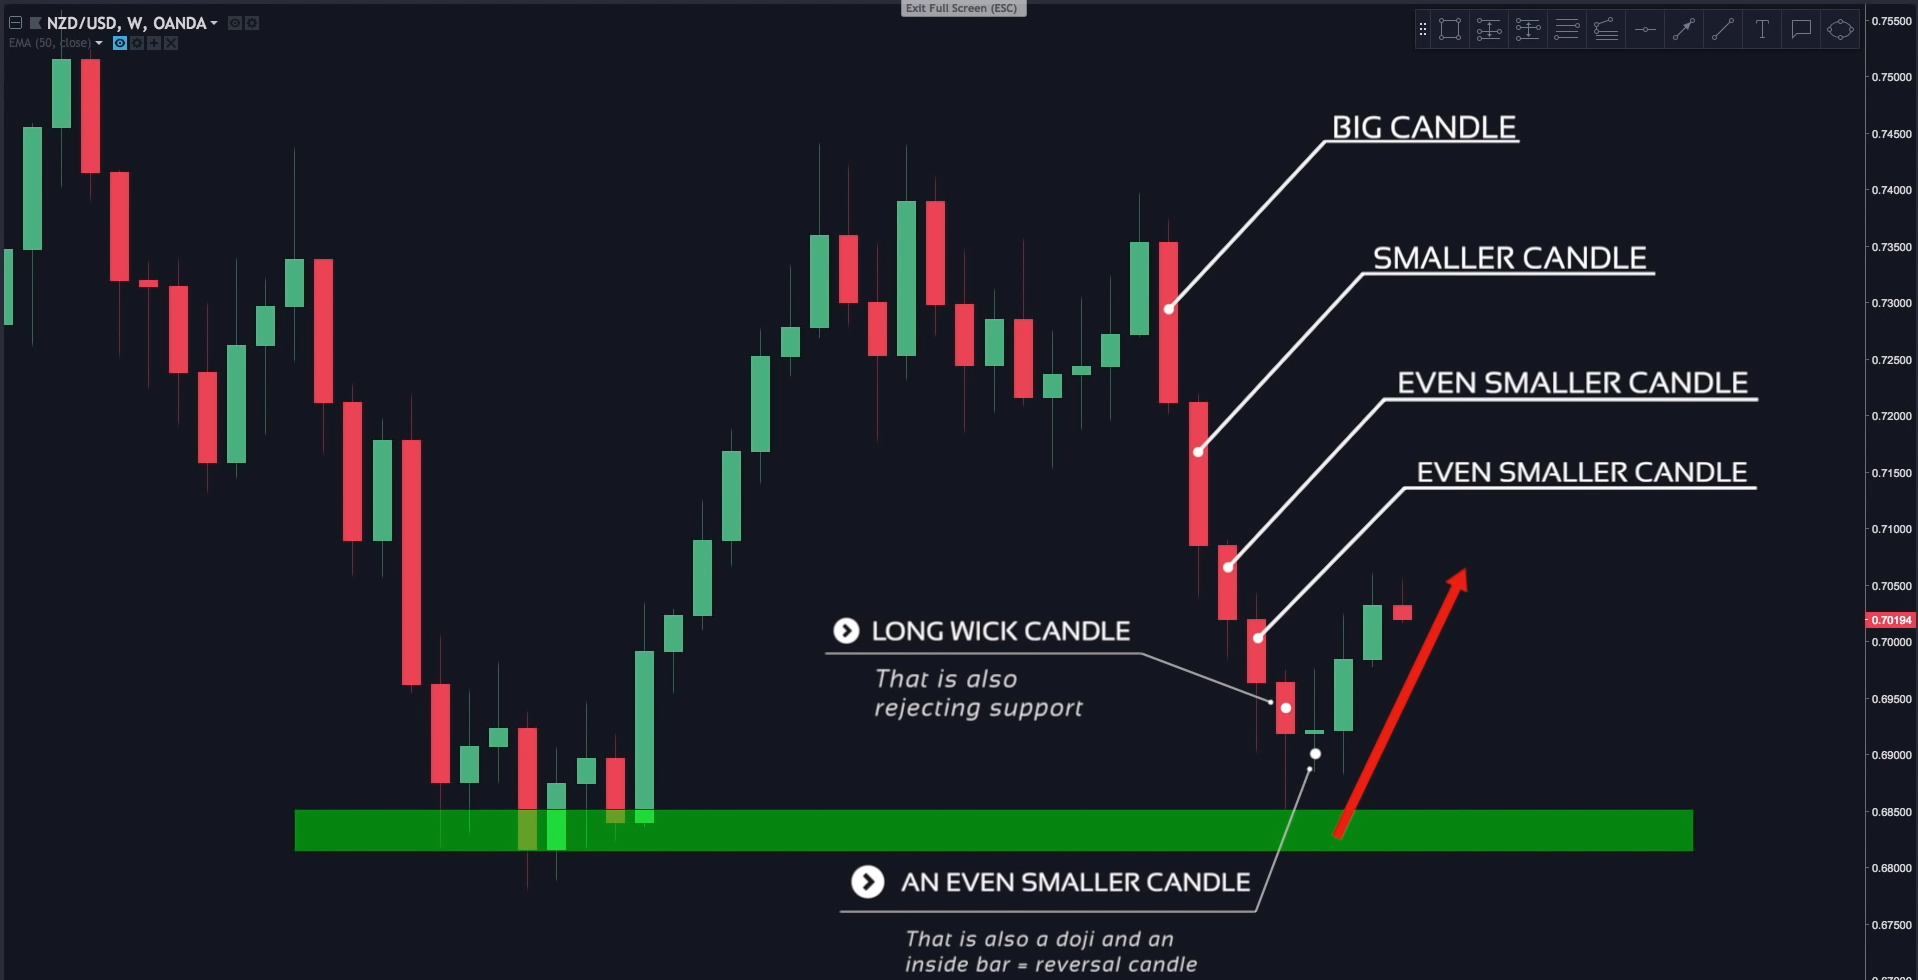 Exit Full Screen (ESC)
NZD/USD, W, OANDA
EMA (50, close)
0.75500
0.75000
BIG CANDLE
0.74500
0.74000
SMALLER CANDLE
0.73500
0.73000
0.72500
EVEN SMALLER CANDLE
0.72000
EVEN SMALLER CANDLE
0.71500
0.71000
0.70500
LONG WICK CANDLE
0.70194
0.70000
That is also
rejecting support
0.69500
0.69000
0.68500
0.68000
AN EVEN SMALLER CANDLE
0.67500
That is also a doji and an
inside bar = reversal candle